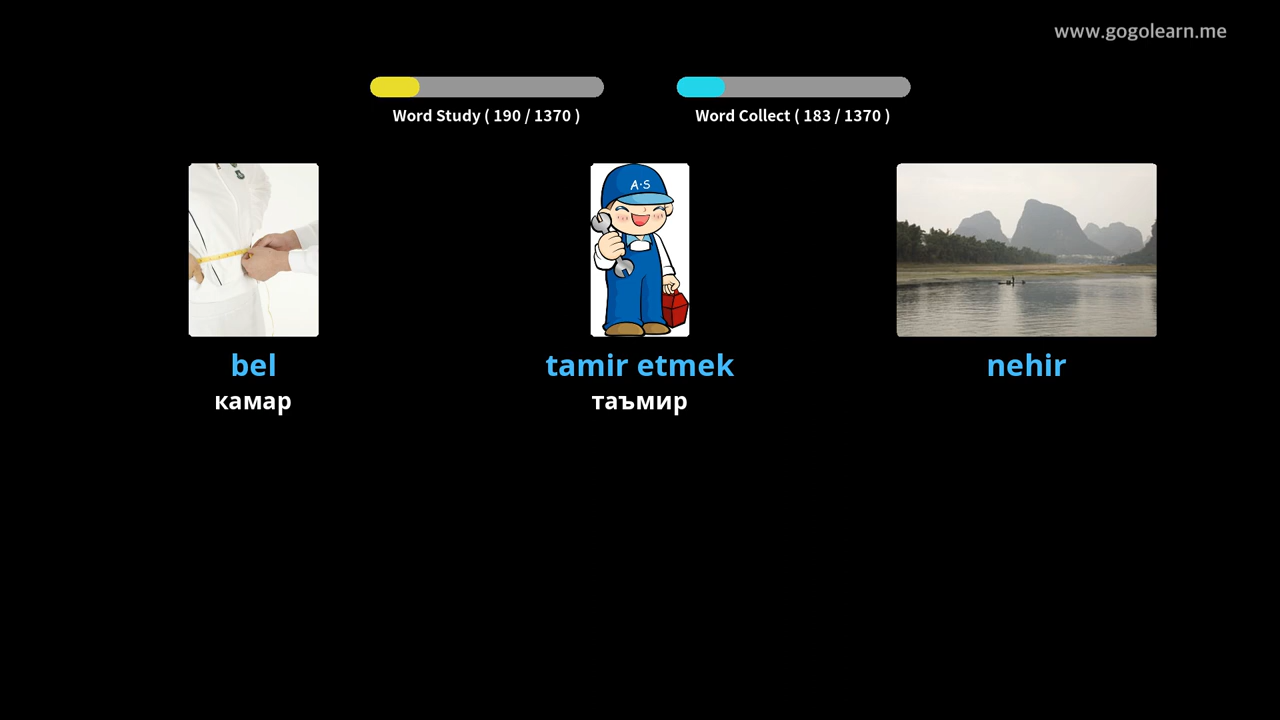 www.gogolearn.me
Word Study ( 190 / 1370 )
Word Collect ( 183 / 1370 )
A·S
bel
tamir etmek
nehir
камар
таъмир